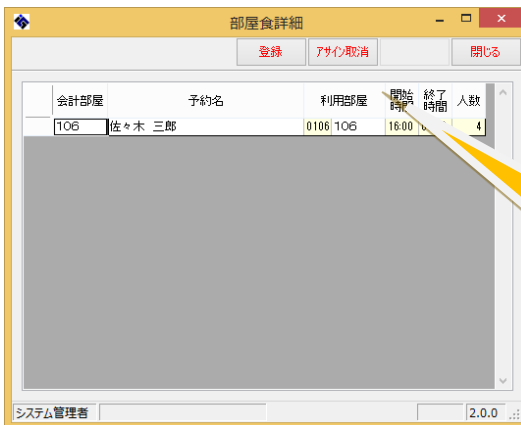 部屋食詳細
登録 アサイン取消 閉じる
会計部屋 予約名 利用部屋 開始時間 終了時間 人数
106 佐々木 三郎 0106 106 16:00 4
システム管理者 2.0.0